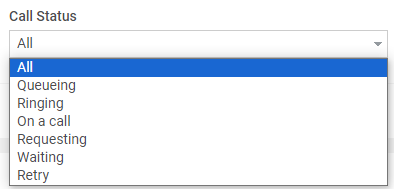 Call Status
All
All
Queueing
Ringing
On a call
Requesting
Waiting
Retry